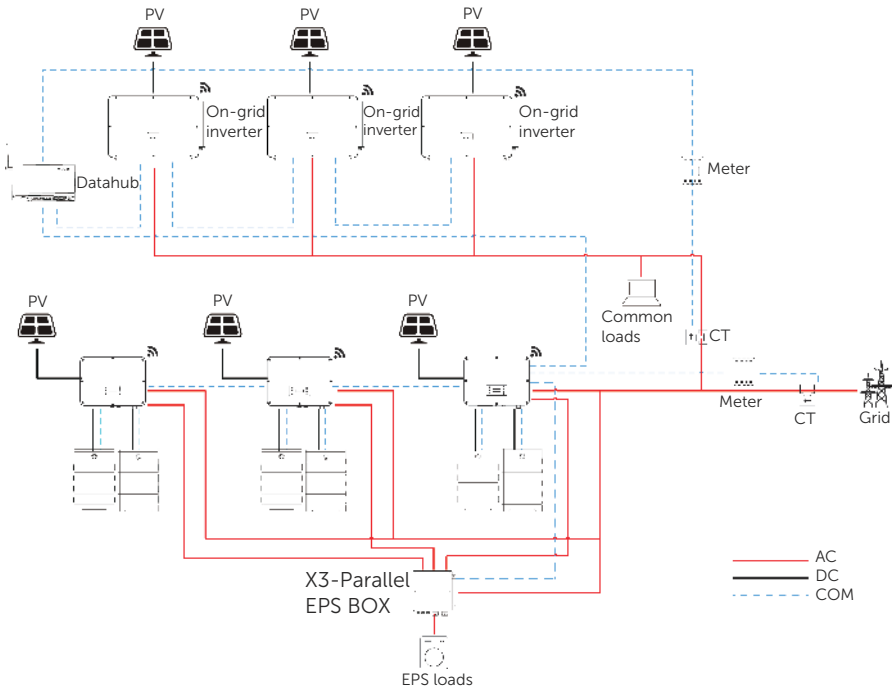 PV
PV
PV
On-grid
inverter
On-grid
inverter
On-grid
inverter
Datahub
Meter
PV
PV
PV
Common
loads
CT
Meter
CT
Grid
X3-Parallel
EPS BOX
AC
DC
COM
EPS loads